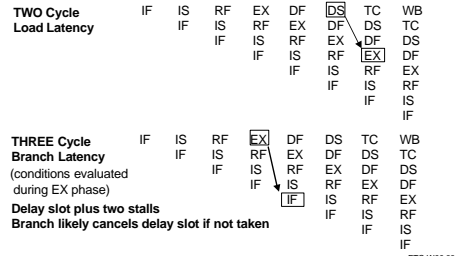 TWO Cycle IF IS RF EX DF DS TC WB
Load Latency IF IS RF EX DF DS TC
IF IS RF EX DF DS
IF IS RF EX DF
IF IS RF EX
IF IS RF
IF IS
IF
THREE Cycle IF IS RF EX DF DS TC WB
Branch Latency IF IS RF EX DF DS TC
(conditions evaluated IF IS RF EX DF DS
during EX phase) IF IS RF EX DF
Delay slot plus two stalls IF IS RF EX
Branch likely cancels delay slot if not taken IF IS RF
IF IS
IF